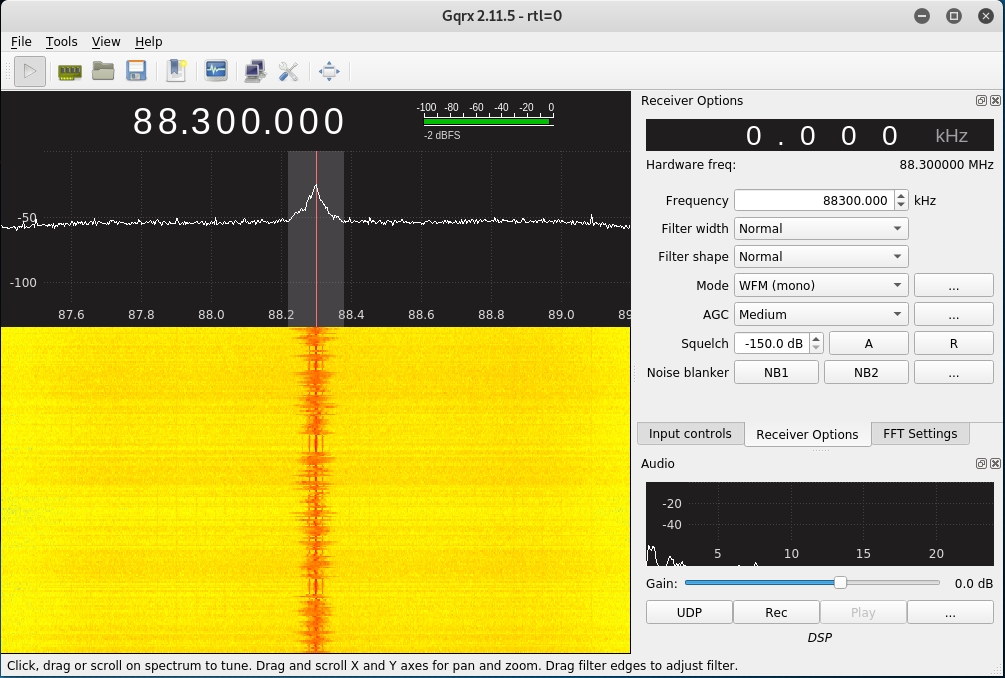 Gqrx 2.11.5 - rtl=0
File Tools View Help
88.300.000
-100 -80 -60 -40 -20 0
-2 dBFS
-50
-100
87.6 87.8 88.0 88.2 88.4 88.6 88.8 89.0 89
Receiver Options
0.000 kHz
Hardware freq: 88.300000 MHz
Frequency 88300.000 kHz
Filter width Normal
Filter shape Normal
Mode WFM (mono) ...
AGC Medium ...
Squelch -150.0 dB A R
Noise blanker NB1 NB2 ...
Input controls Receiver Options FFT Settings
Audio
-20
-40
5 10 15 20
Gain: 0.0 dB
UDP Rec Play ...
DSP
Click, drag or scroll on spectrum to tune. Drag and scroll X and Y axes for pan and zoom. Drag filter edges to adjust filter.